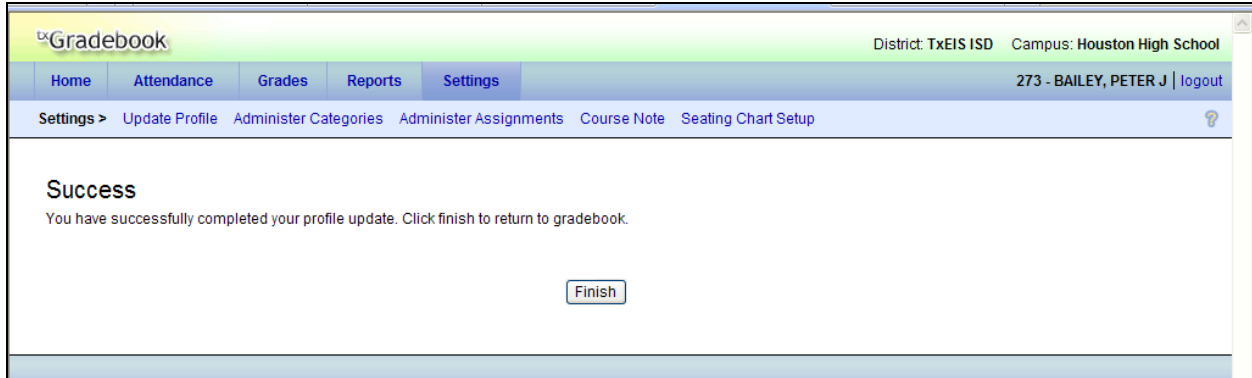 txGradebook
District: TxEIS ISD Campus: Houston High School
Home Attendance Grades Reports Settings 273 - BAILEY, PETER J | logout
Settings > Update Profile Administer Categories Administer Assignments Course Note Seating Chart Setup ?
Success
You have successfully completed your profile update. Click finish to return to gradebook.
Finish